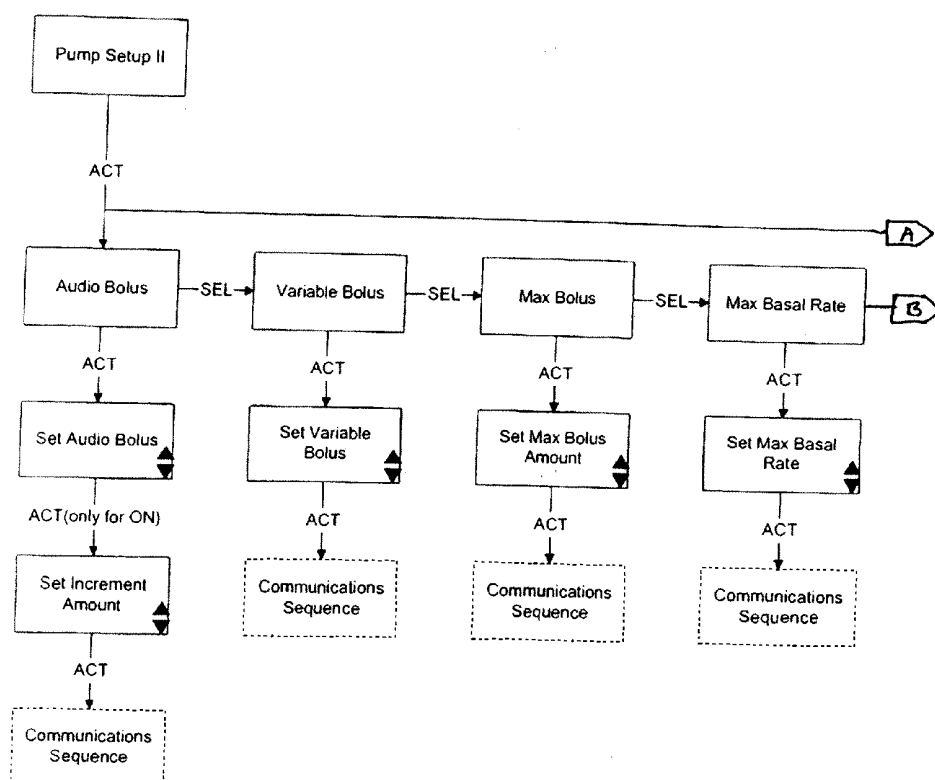 Pump Setup II
ACT
A
Audio Bolus
SEL
Variable Bolus
SEL
Max Bolus
SEL
Max Basal Rate
B
ACT
ACT
ACT
ACT
Set Audio Bolus
Set Variable
Bolus
Set Max Bolus
Amount
Set Max Basal
Rate
ACT(only for ON)
ACT
ACT
ACT
Set Increment
Amount
Communications
Sequence
Communications
Sequence
Communications
Sequence
ACT
Communications
Sequence